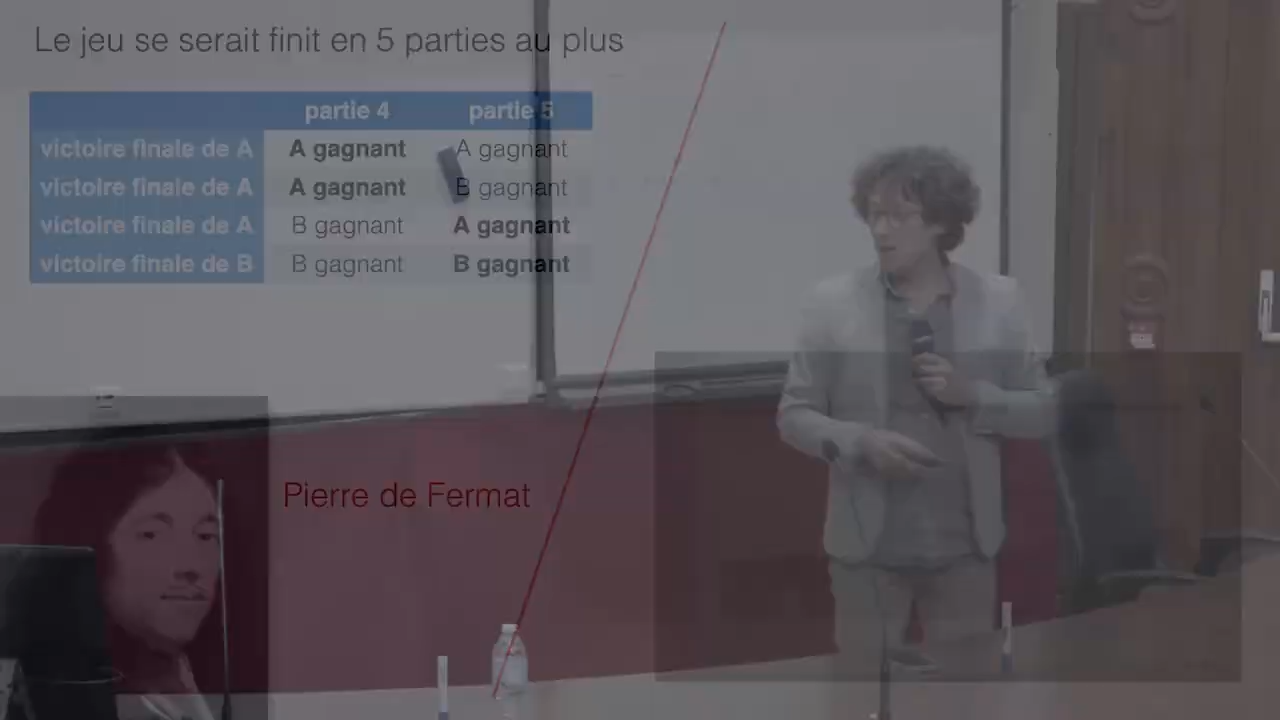 Le jeu se serait finit en 5 parties au plus
partie 4 partie 5
victoire finale de A A gagnant A gagnant
victoire finale de A A gagnant B gagnant
victoire finale de A B gagnant A gagnant
victoire finale de B B gagnant B gagnant
Pierre de Fermat